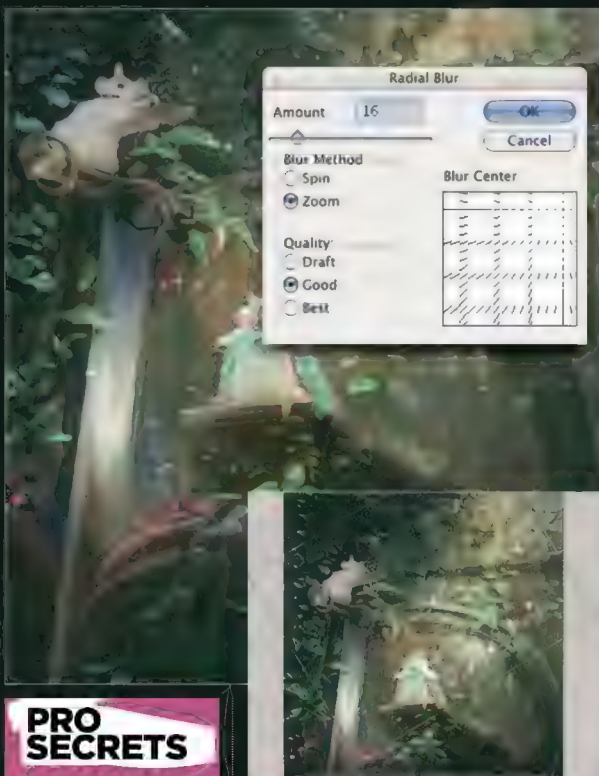 Radial Blur
Amount 16
OK
Cancel
Blur Method
Spin
Zoom
Blur Center
Quality:
Draft
Good
Best
PRO
SECRETS